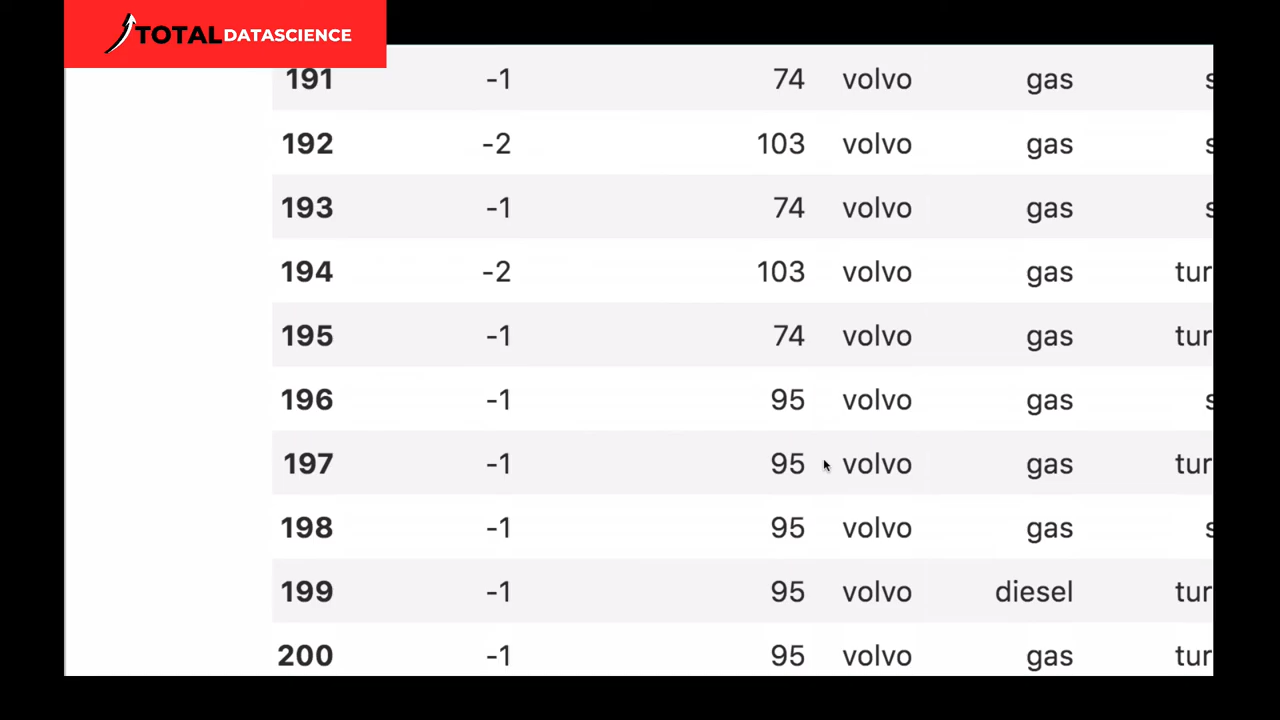 TOTALDATASCIENCE
191 -1 74 volvo gas s
192 -2 103 volvo gas s
193 -1 74 volvo gas s
194 -2 103 volvo gas tur
195 -1 74 volvo gas tur
196 -1 95 volvo gas s
197 -1 95 volvo gas tur
198 -1 95 volvo gas s
199 -1 95 volvo diesel tur
200 -1 95 volvo gas tur